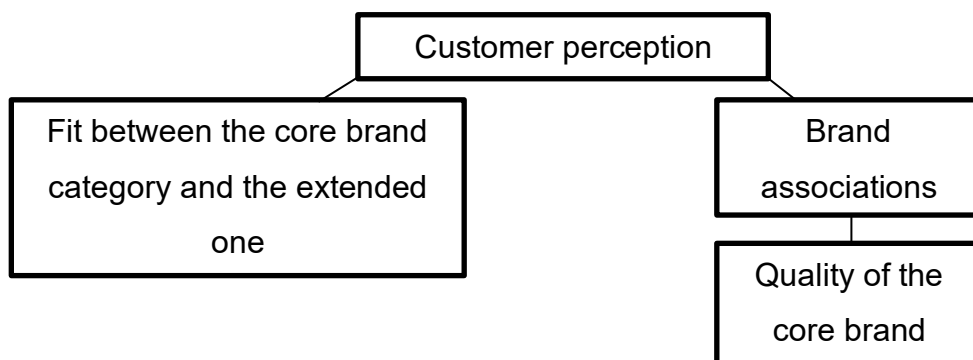 Customer perception
Fit between the core brand
category and the extended
one
Brand
associations
Quality of the
core brand